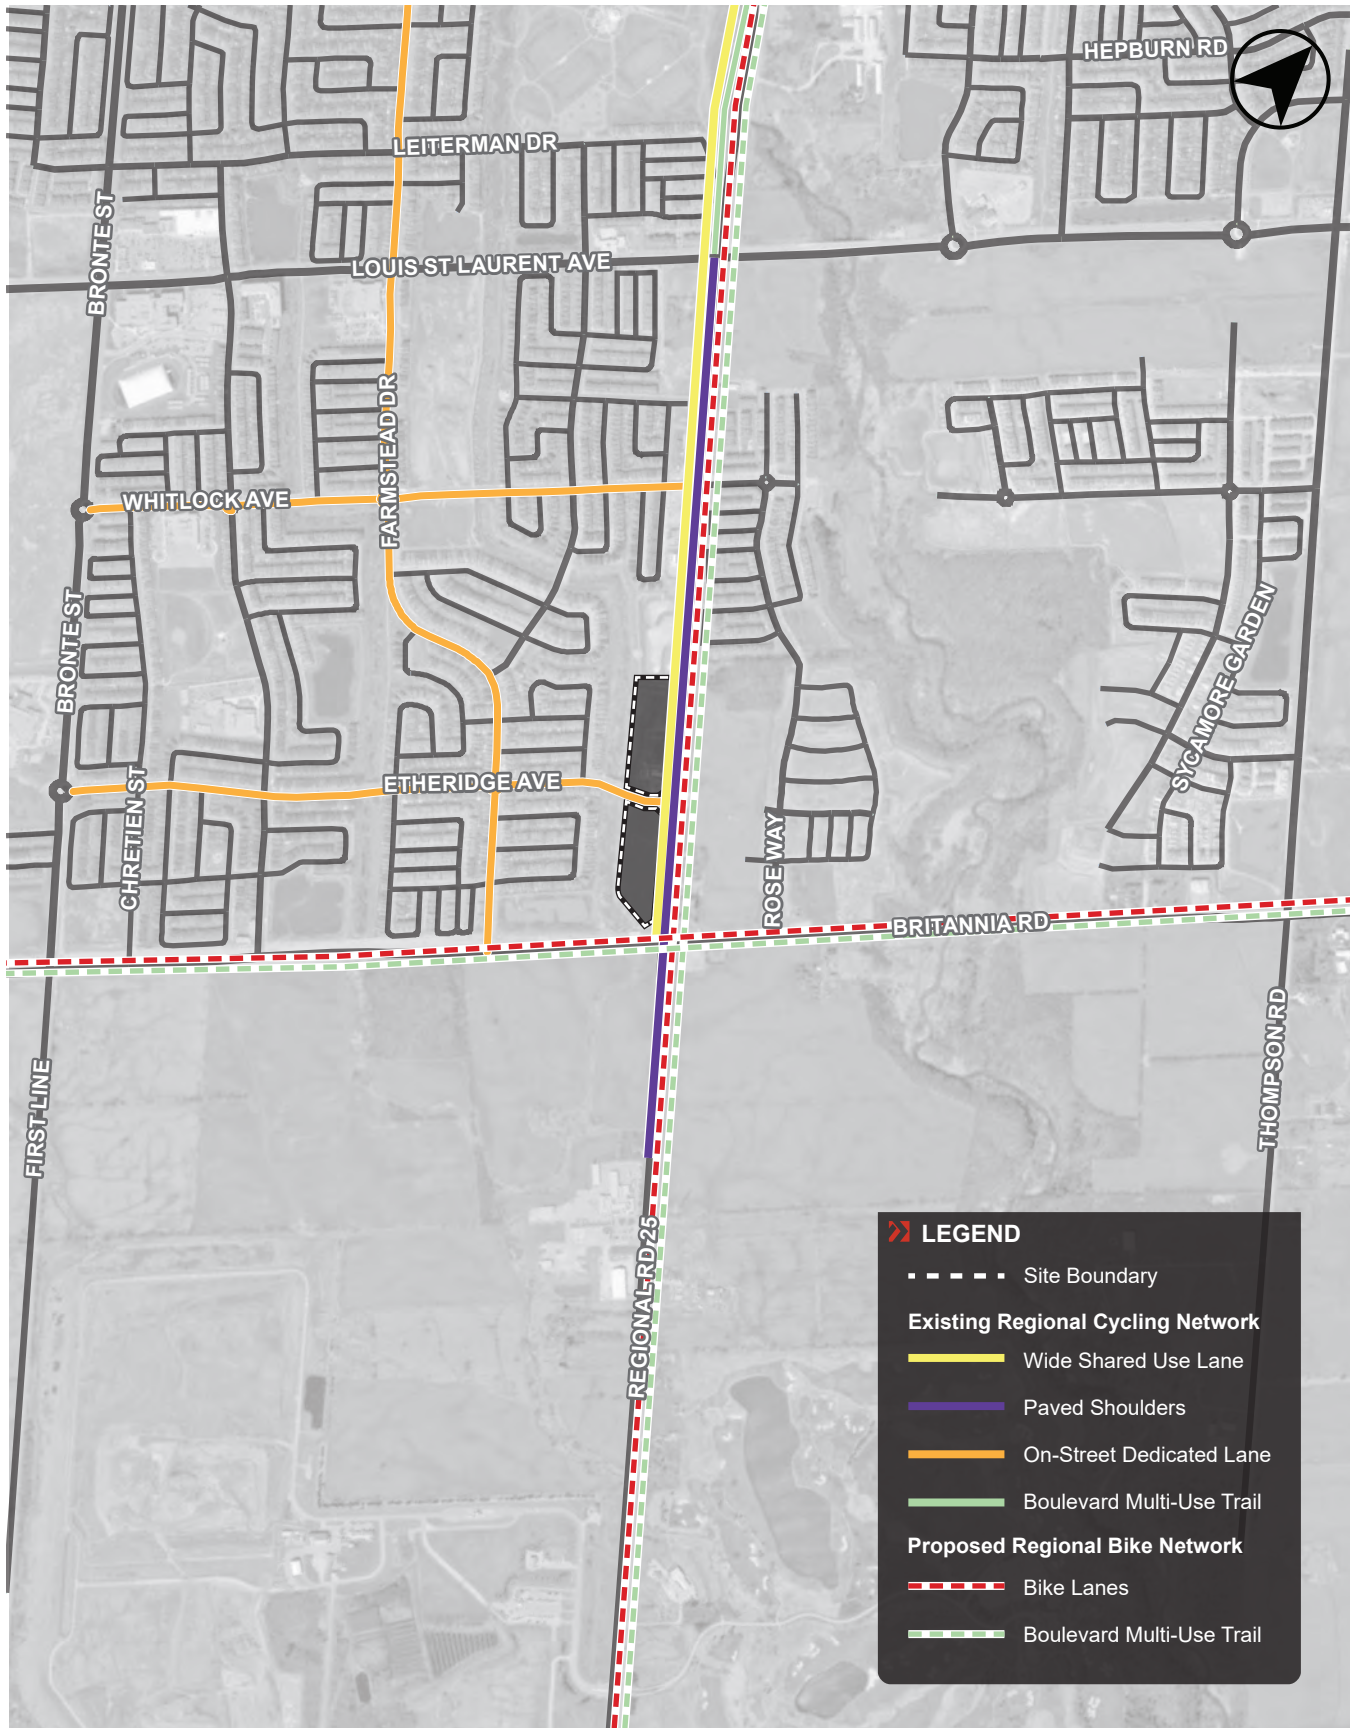 HEPBURN RD
LEITERMAN DR
BRONTE ST
LOUIS ST LAURENT AVE
FARMSTEAD DR
WHITLOCK AVE
BRONTE ST
SYCAMORE GARDEN
ETHERIDGE AVE
CHRETIEN ST
ROSE WAY
BRITANNIA RD
FIRST LINE
THOMPSON RD
REGIONAL RD 25
LEGEND
Site Boundary
Existing Regional Cycling Network
Wide Shared Use Lane
Paved Shoulders
On-Street Dedicated Lane
Boulevard Multi-Use Trail
Proposed Regional Bike Network
Bike Lanes
Boulevard Multi-Use Trail